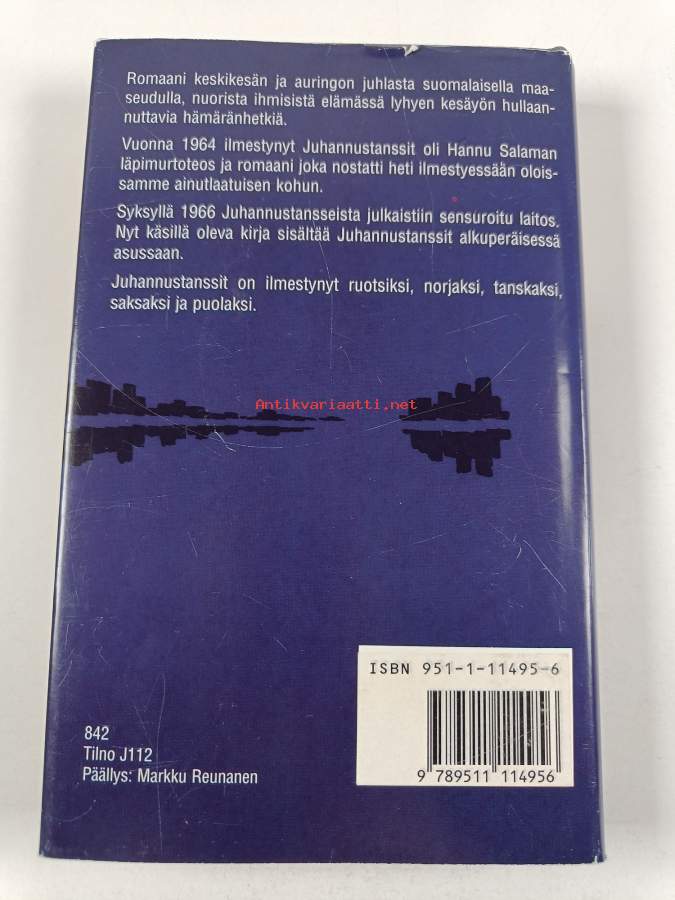 Romaani keskikesän ja auringon juhlasta suomalaisella maa-
seudulla, nuorista ihmisistä elämässä lyhyen kesäyön hullaan-
nuttavia hämäränhetkiä.
Vuonna 1964 ilmestynyt Juhannustanssit oli Hannu Salaman
läpimurtoteos ja romaani joka nostatti heti ilmestyessään olois-
samme ainutlaatuisen kohun.
Syksyllä 1966 Juhannustansseista julkaistiin sensuroitu laitos.
Nyt käsillä oleva kirja sisältää Juhannustanssit alkuperäisessä
asussaan.
Juhannustanssit on ilmestynyt ruotsiksi, norjaksi, tanskaksi,
saksaksi ja puolaksi.
Antikvariaatti.net
ISBN 951-1-11495-6
9 789511 114956
842
Tilno J112
Päällys: Markku Reunanen